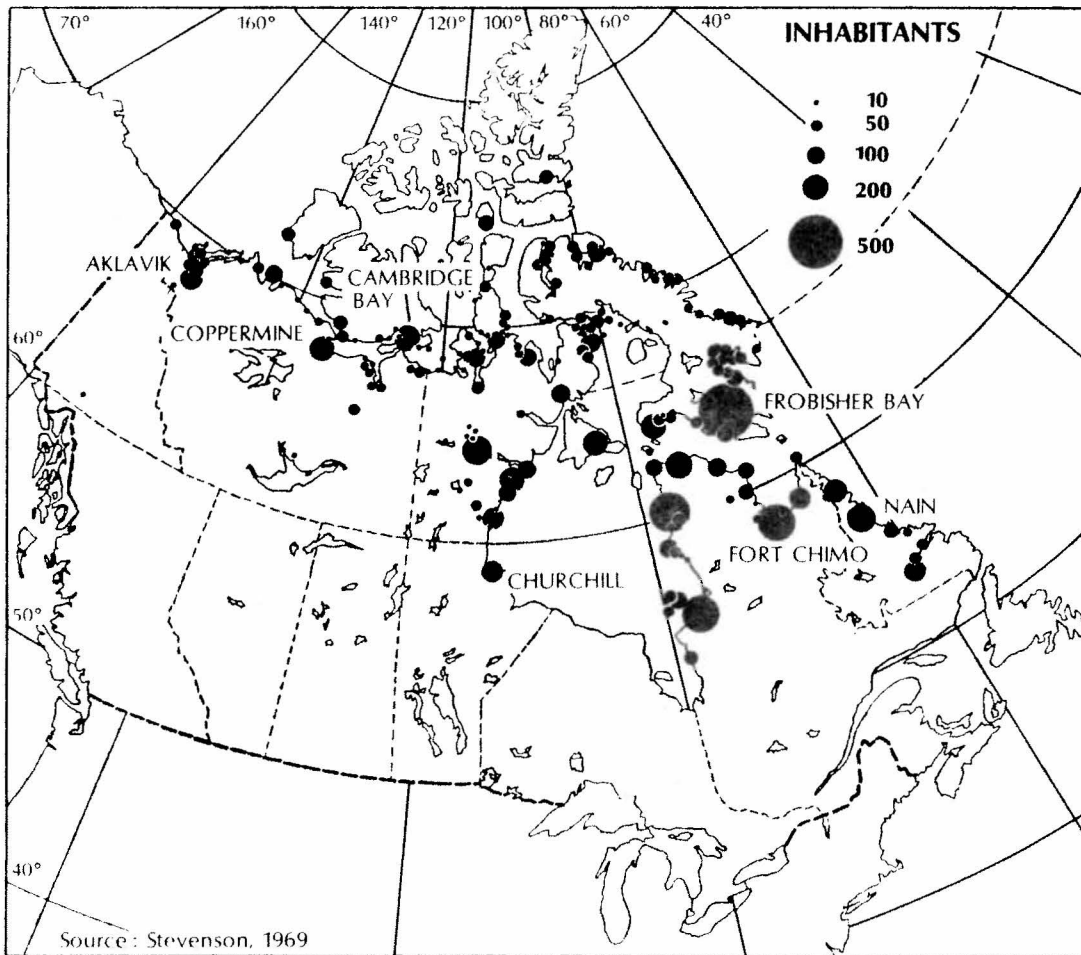 70°
160°
140°
120°
100°
80°
60°
40°
INHABITANTS
10
50
100
200
500
AKLAVIK
CAMBRIDGE
BAY
COPPERMINE
60°
FROBISHER BAY
NAIN
FORT CHIMO
CHURCHILL
50°
40°
Source : Stevenson, 1969